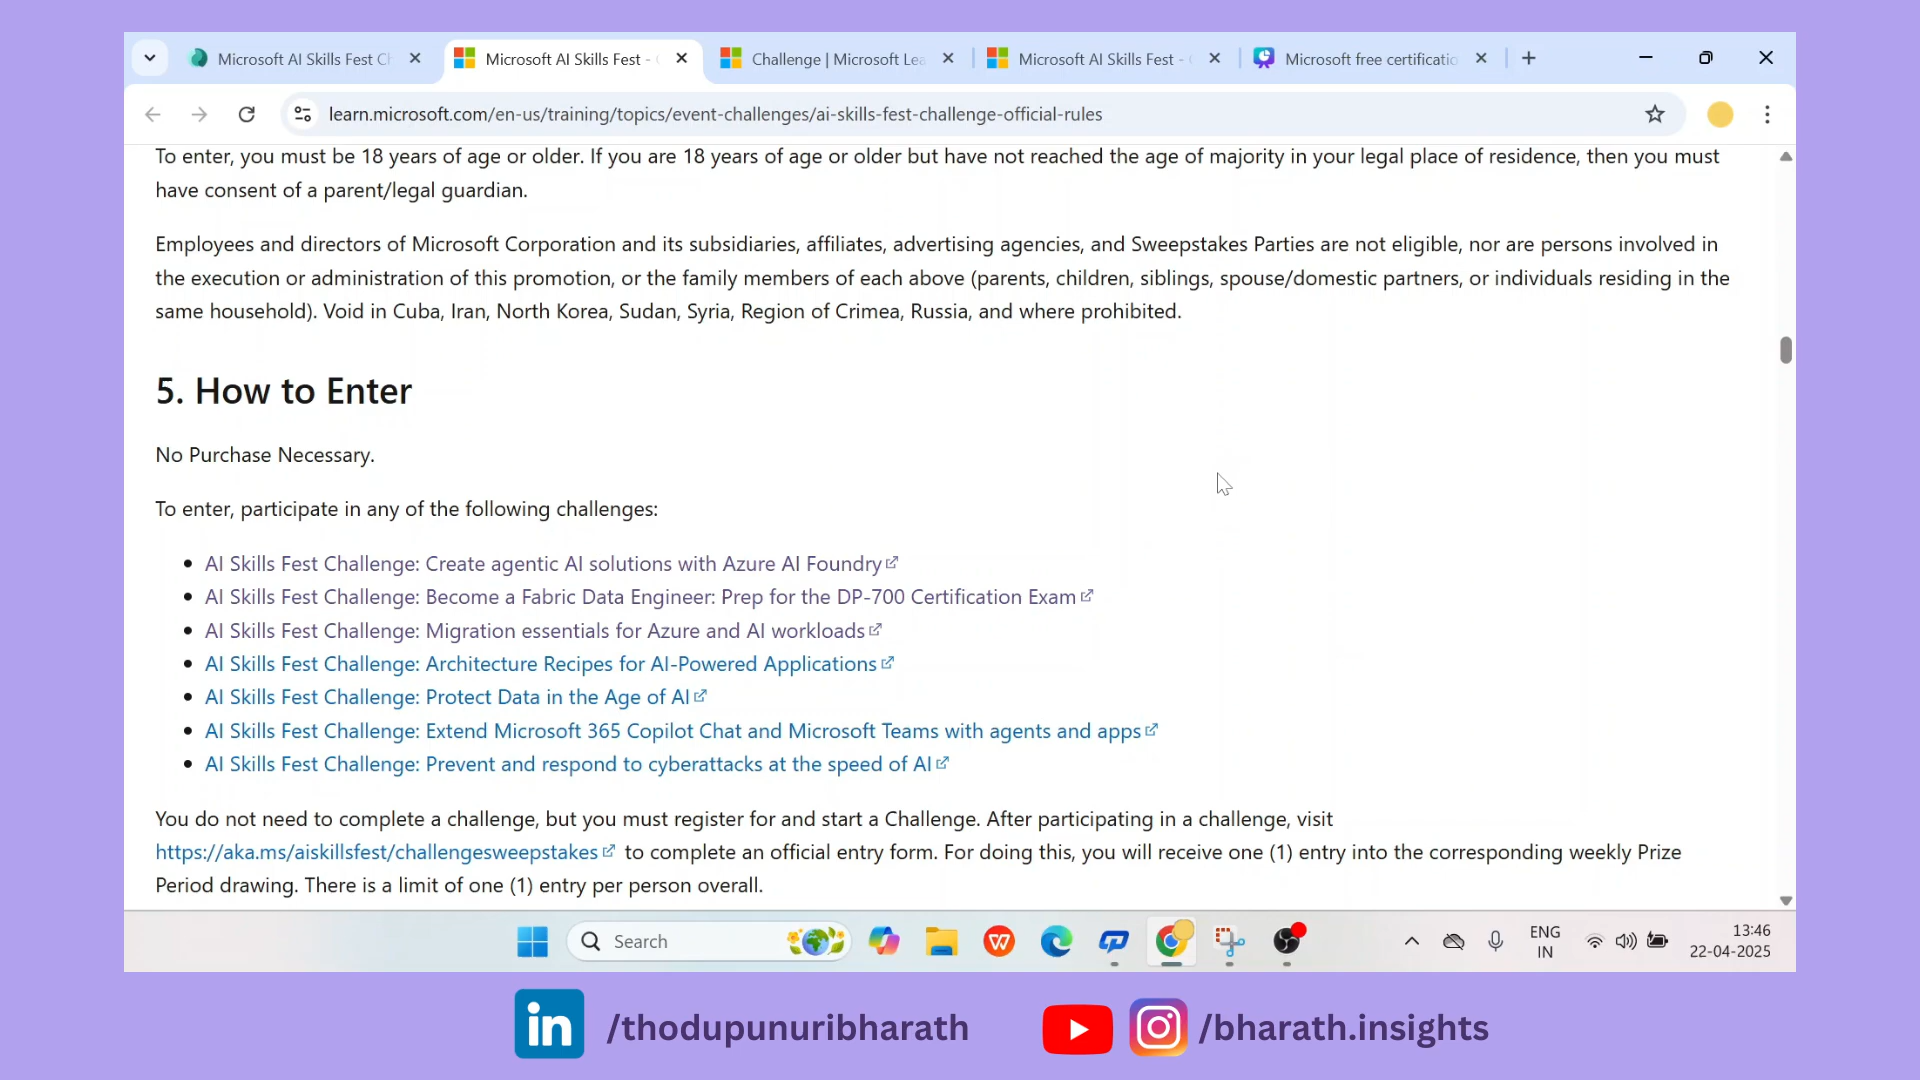 Microsoft AI Skills Fest C
Microsoft AI Skills Fest -
Challenge | Microsoft Lea
Microsoft AI Skills Fest -
Microsoft free certificatio
learn.microsoft.com/en-us/training/topics/event-challenges/ai-skills-fest-challenge-official-rules
To enter, you must be 18 years of age or older. If you are 18 years of age or older but have not reached the age of majority in your legal place of residence, then you must
have consent of a parent/legal guardian.
Employees and directors of Microsoft Corporation and its subsidiaries, affiliates, advertising agencies, and Sweepstakes Parties are not eligible, nor are persons involved in
the execution or administration of this promotion, or the family members of each above (parents, children, siblings, spouse/domestic partners, or individuals residing in the
same household). Void in Cuba, Iran, North Korea, Sudan, Syria, Region of Crimea, Russia, and where prohibited.
5. How to Enter
No Purchase Necessary.
To enter, participate in any of the following challenges:
• AI Skills Fest Challenge: Create agentic AI solutions with Azure AI Foundry
• AI Skills Fest Challenge: Become a Fabric Data Engineer: Prep for the DP-700 Certification Exam
• AI Skills Fest Challenge: Migration essentials for Azure and AI workloads
• AI Skills Fest Challenge: Architecture Recipes for AI-Powered Applications
• AI Skills Fest Challenge: Protect Data in the Age of AI
• AI Skills Fest Challenge: Extend Microsoft 365 Copilot Chat and Microsoft Teams with agents and apps
• AI Skills Fest Challenge: Prevent and respond to cyberattacks at the speed of AI
You do not need to complete a challenge, but you must register for and start a Challenge. After participating in a challenge, visit
https://aka.ms/aiskillsfest/challengesweepstakes to complete an official entry form. For doing this, you will receive one (1) entry into the corresponding weekly Prize
Period drawing. There is a limit of one (1) entry per person overall.
Search
ENG
IN
13:46
22-04-2025
in /thodupunuribharath
/bharath.insights